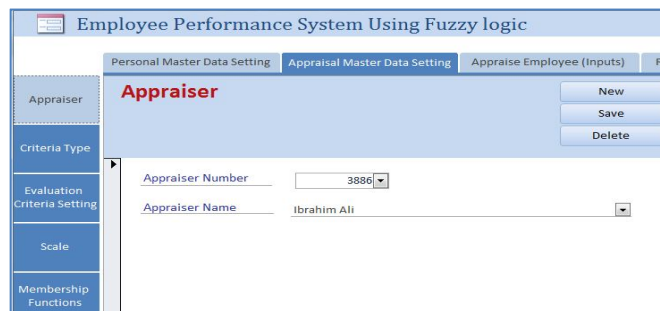 Employee Performance System Using Fuzzy logic
Personal Master Data Setting Appraisal Master Data Setting Appraise Employee (Inputs)
Appraiser
Criteria Type
Evaluation
Criteria Setting
Scale
Membership
Functions
Appraiser
New
Save
Delete
Appraiser Number 3886
Appraiser Name Ibrahim Ali